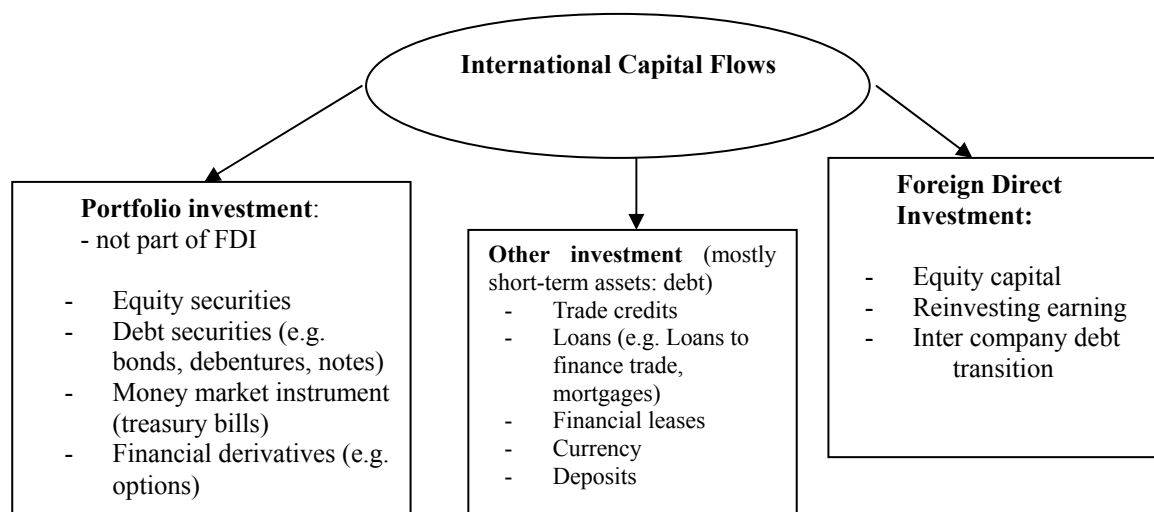 International Capital Flows
Portfolio investment:
- not part of FDI
- Equity securities
- Debt securities (e.g.
bonds, debentures, notes)
- Money market instrument
(treasury bills)
- Financial derivatives (e.g.
options)
Other investment (mostly
short-term assets: debt)
- Trade credits
- Loans (e.g. Loans to
finance trade,
mortgages)
- Financial leases
- Currency
- Deposits
Foreign Direct
Investment:
- Equity capital
- Reinvesting earning
- Inter company debt
transition